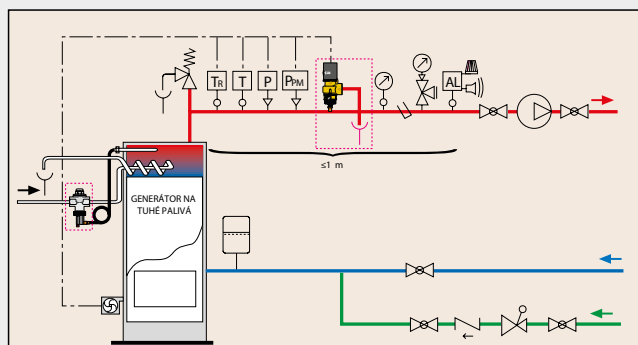 TR T P PPM AL
≤1 m
GENERÁTOR NA
TUHÉ PALIVÁ